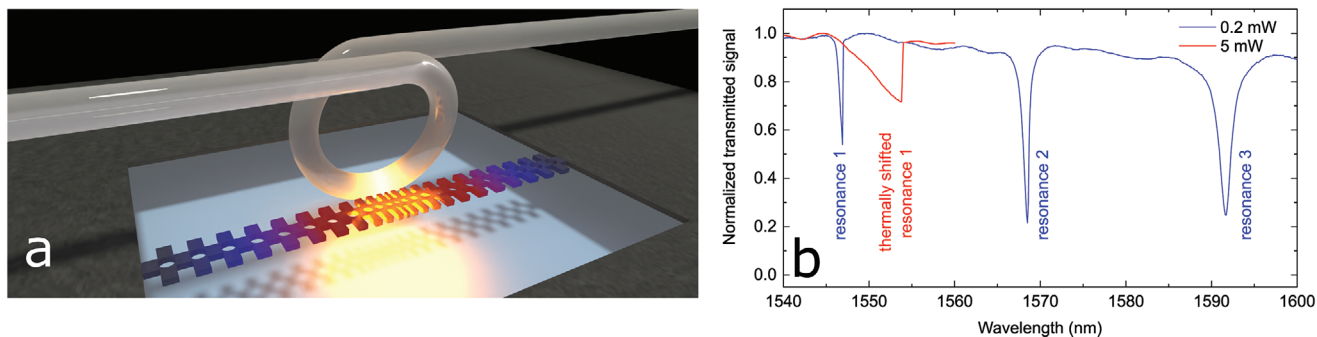 a
b
Normalized transmitted signal
1.0
0.8
0.6
0.4
0.2
0.0
0.2 mW
5 mW
resonance 1
thermally shifted
resonance 1
resonance 2
resonance 3
1540
1550
1560
1570
1580
1590
1600
Wavelength (nm)